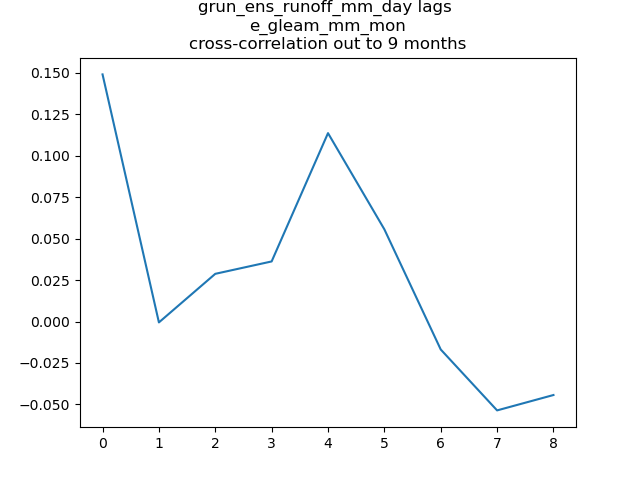 grun_ens_runoff_mm_day lags
e_gleam_mm_mon
cross-correlation out to 9 months
0.150
0.125
0.100
0.075
0.050
0.025
0.000
−0.025
−0.050
0 1 2 3 4 5 6 7 8